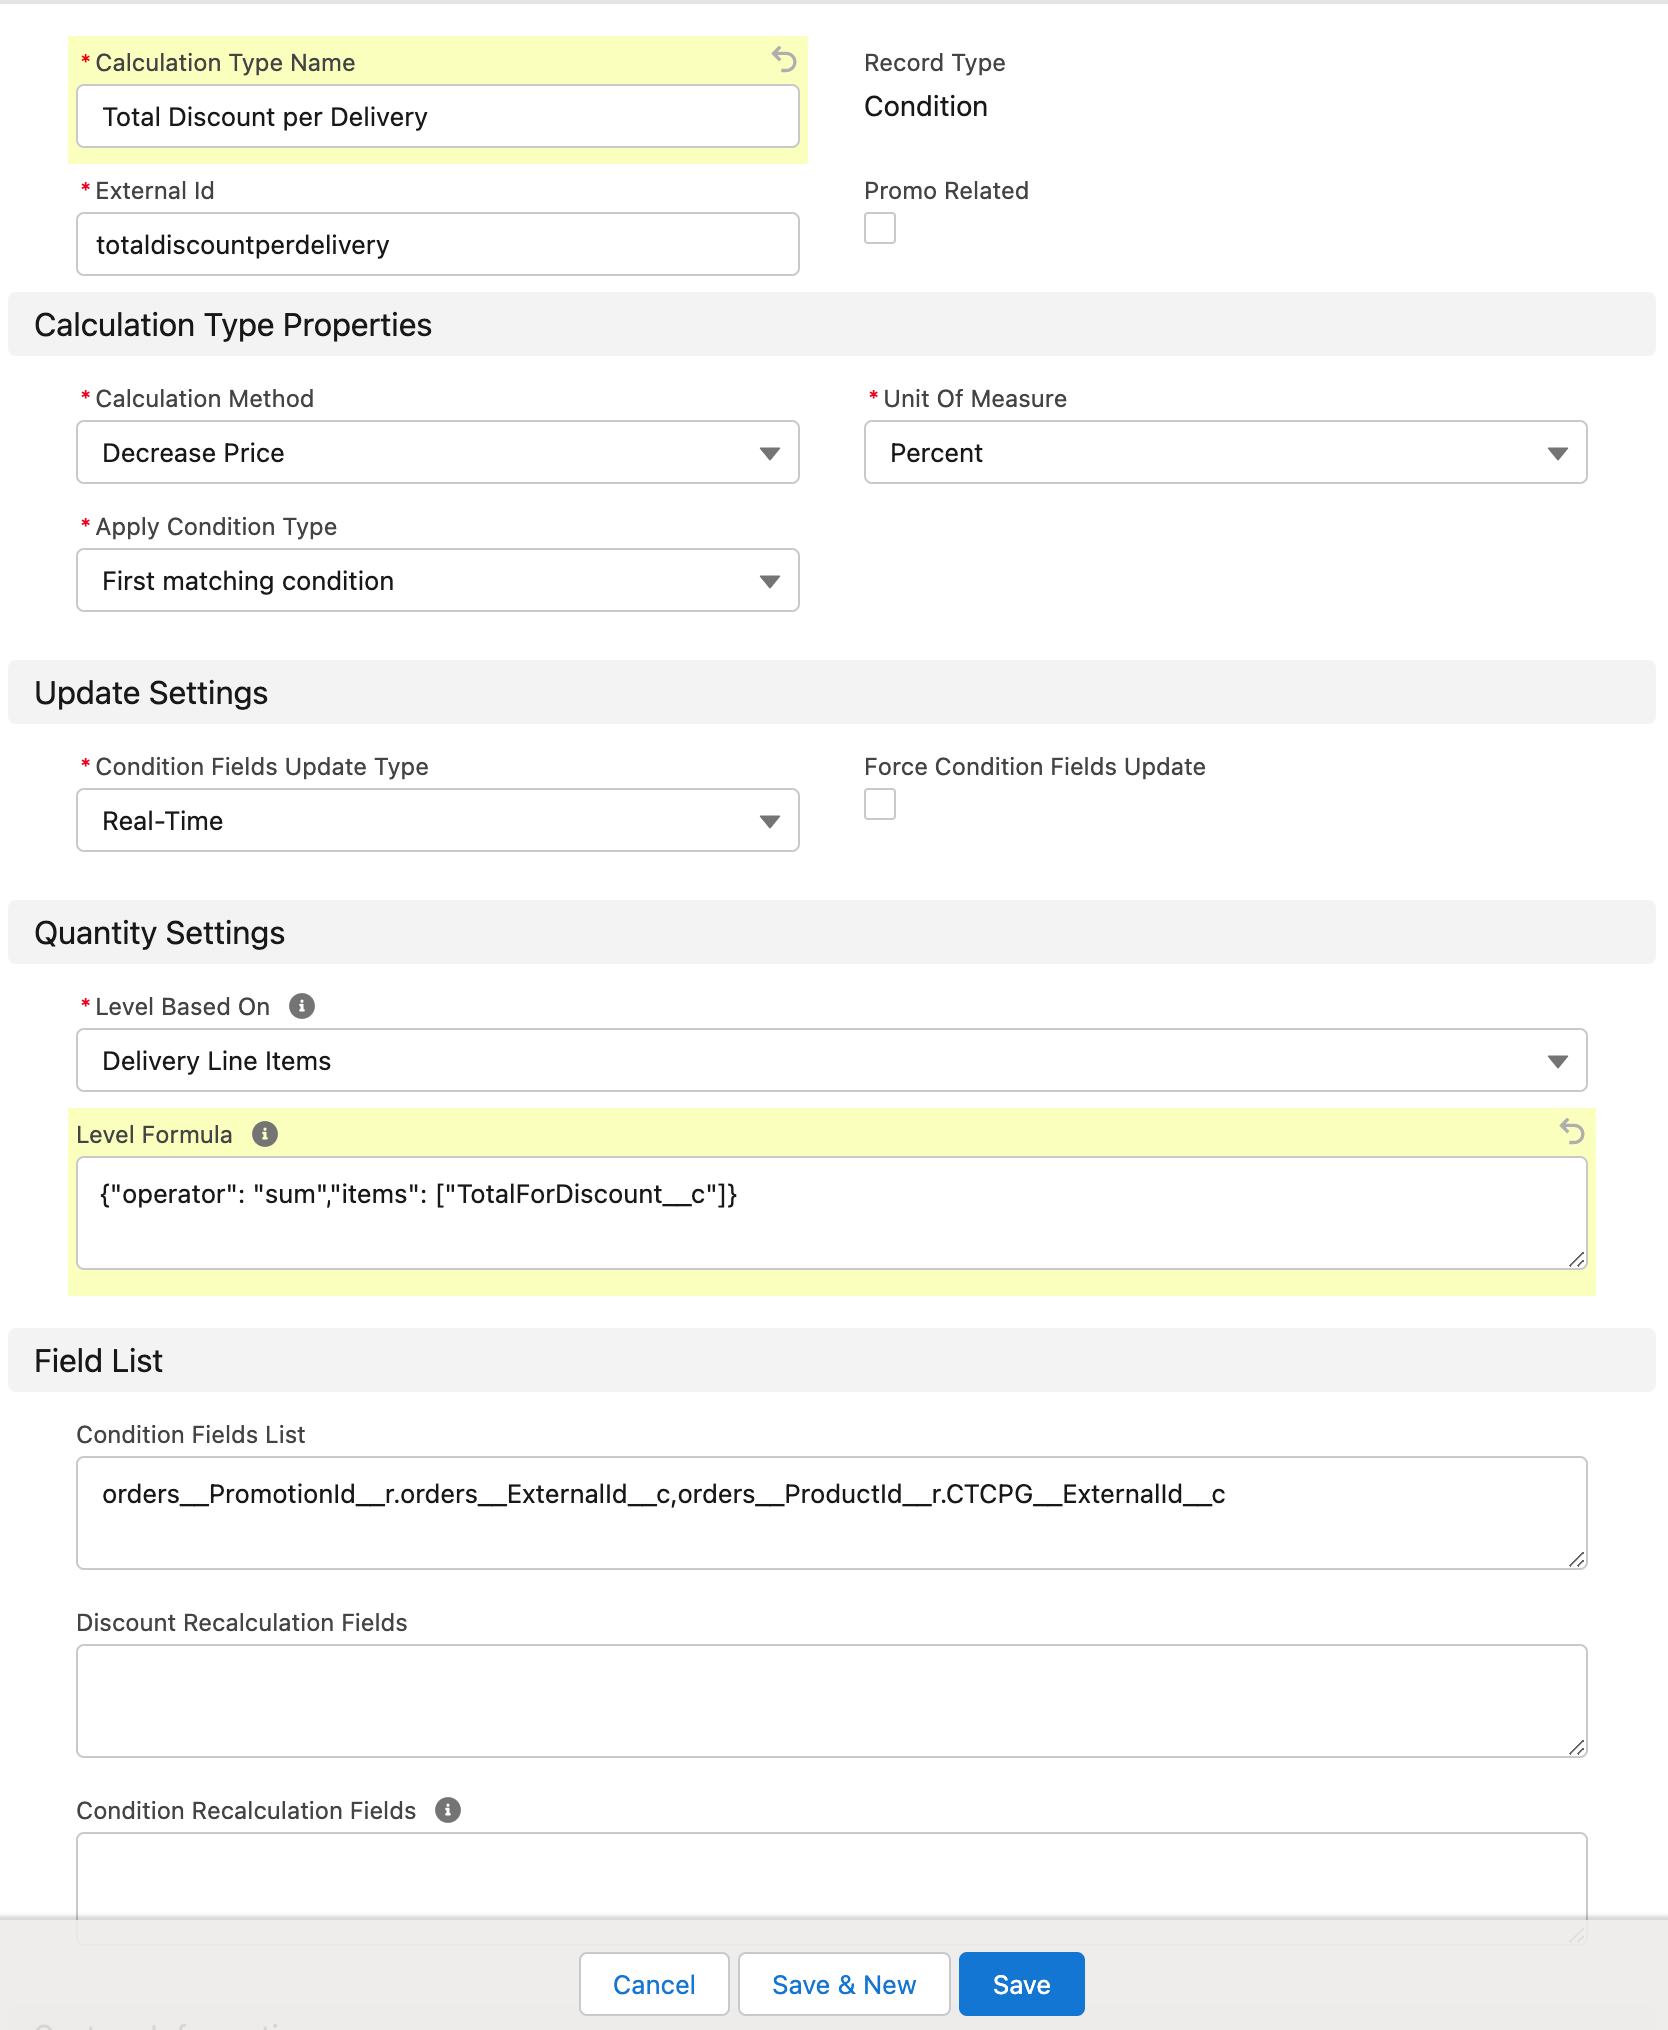 * Calculation Type Name
Total Discount per Delivery
Record Type
Condition
* External Id
totaldiscountperdelivery
Promo Related
Calculation Type Properties
* Calculation Method
Decrease Price
* Unit Of Measure
Percent
* Apply Condition Type
First matching condition
Update Settings
* Condition Fields Update Type
Real-Time
Force Condition Fields Update
Quantity Settings
* Level Based On
Delivery Line Items
Level Formula
{"operator": "sum","items": ["TotalForDiscount__c"]}
Field List
Condition Fields List
orders__PromotionId__r.orders__ExternalId__c,orders__ProductId__r.CTCPG__ExternalId__c
Discount Recalculation Fields
Condition Recalculation Fields
Cancel
Save & New
Save